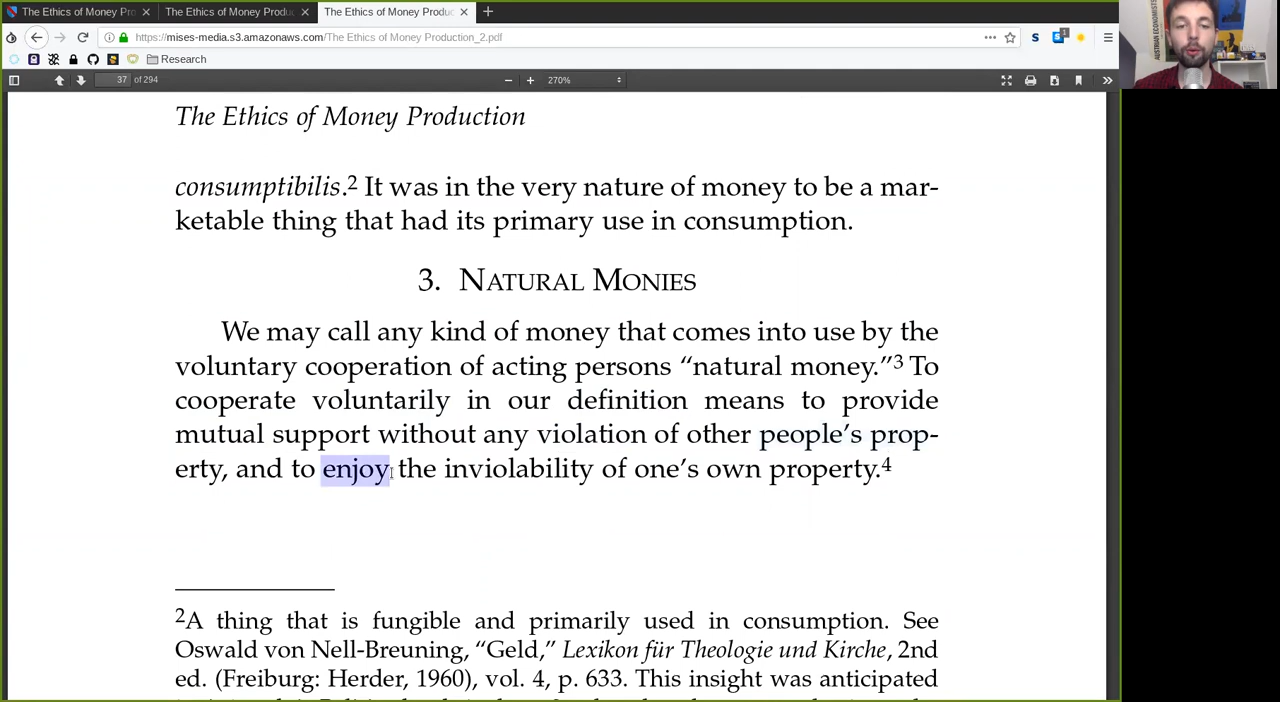 The Ethics of Money Pro
The Ethics of Money Produc
The Ethics of Money Produc
https://mises-media.s3.amazonaws.com/The Ethics of Money Production_2.pdf
S
S 1
Research
37 of 294
270%
AUSTRIAN ECONOMISTS
The Ethics of Money Production
consumptibilis.2 It was in the very nature of money to be a mar-
ketable thing that had its primary use in consumption.
3. NATURAL MONIES
We may call any kind of money that comes into use by the
voluntary cooperation of acting persons “natural money.”3 To
cooperate voluntarily in our definition means to provide
mutual support without any violation of other people’s prop-
erty, and to enjoy the inviolability of one’s own property.4
2A thing that is fungible and primarily used in consumption. See
Oswald von Nell-Breuning, “Geld,” Lexikon für Theologie und Kirche, 2nd
ed. (Freiburg: Herder, 1960), vol. 4, p. 633. This insight was anticipated